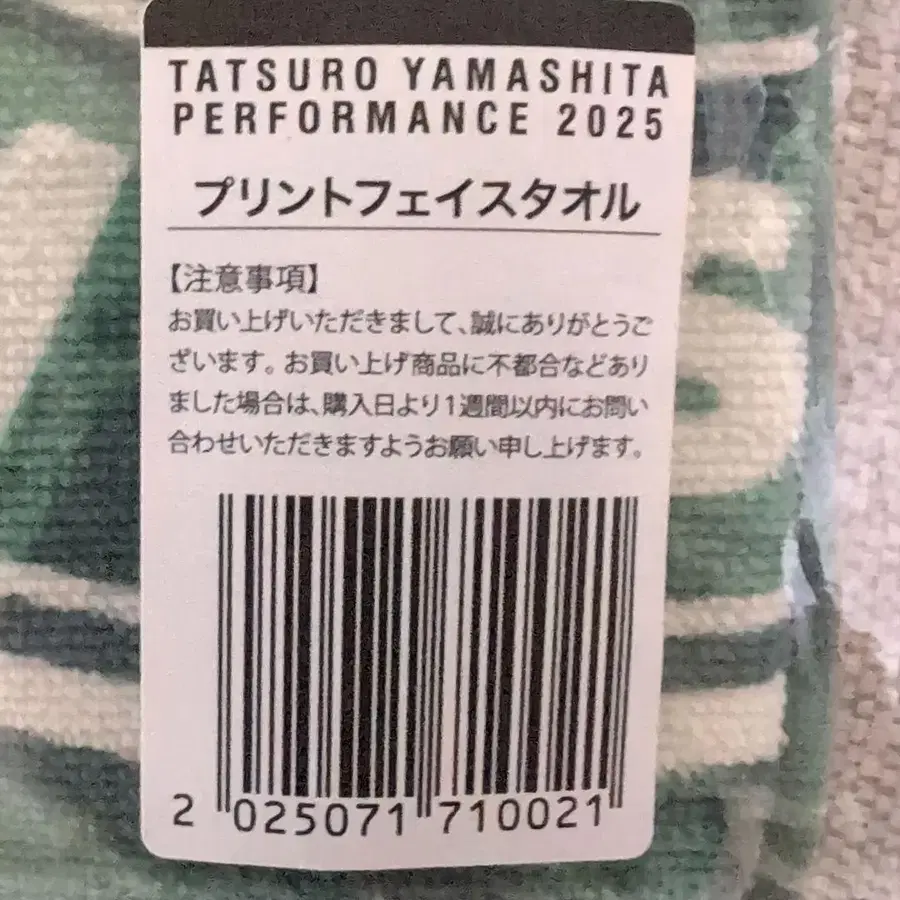 TATSURO YAMASHITA
PERFORMANCE 2025
プリントフェイスタオル
【注意事項】
お買い上げいただきまして、誠にありがとうご
ざいます。お買い上げ商品に不都合などあり
ました場合は、購入日より1週間以内にお問い
合わせいただきますようお願い申し上げます。
2 025071 710021
S